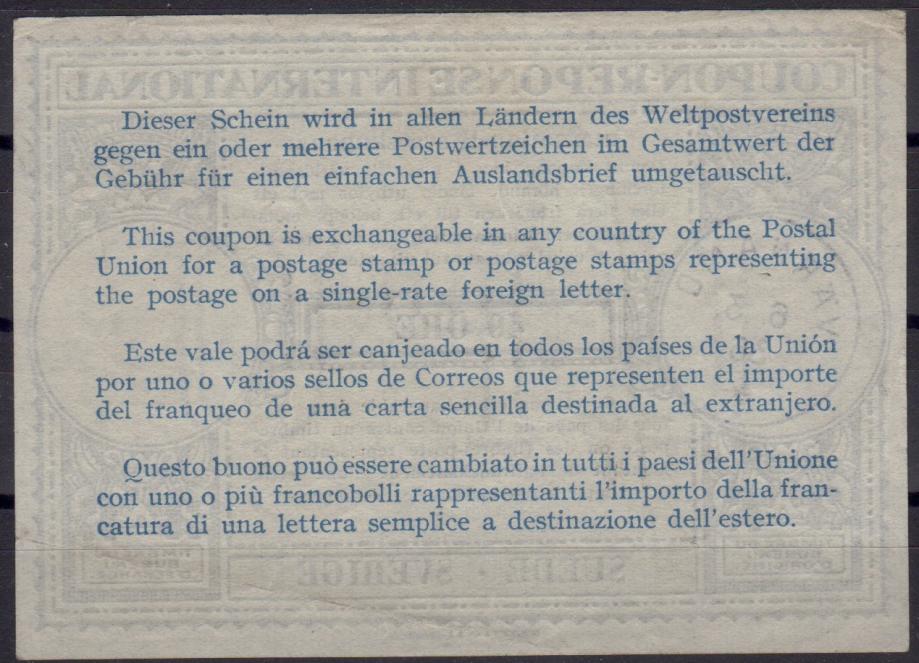 COUPON-RÉPONSE INTERNATIONAL
Dieser Schein wird in allen Ländern des Weltpostvereins
gegen ein oder mehrere Postwertzeichen im Gesamtwert der
Gebühr für einen einfachen Auslandsbrief umgetauscht.
This coupon is exchangeable in any country of the Postal
Union for a postage stamp or postage stamps representing
the postage on a single-rate foreign letter.
Este vale podrá ser canjeado en todos los países de la Unión
por uno o varios sellos de Correos que representen el importe
del franqueo de una carta sencilla destinada al extranjero.
Questo buono può essere cambiato in tutti i paesi dell'Unione
con uno o più francobolli rappresentanti l'importo della fran-
catura di una lettera semplice a destinazione dell'estero.
SUÈDE - SVERIGE